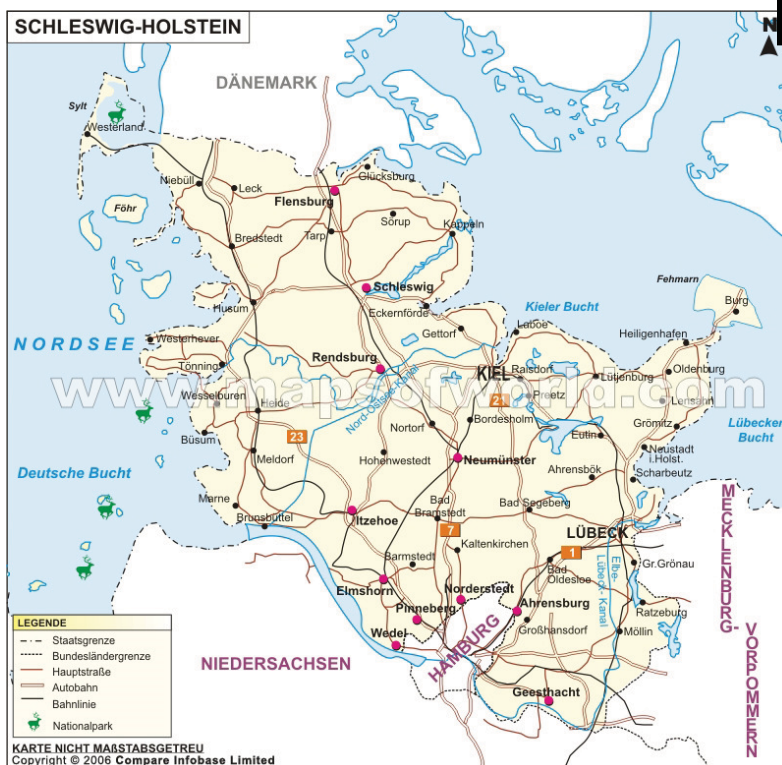 SCHLESWIG-HOLSTEIN
N
DÄNEMARK
Sylt
Westerland
Glücksburg
Niebüll
Leck
Flensburg
Föhr
Sörup
Kappeln
Tarp
Bredstedt
Schleswig
Fehmarn
Burg
Husum
Eckernförde
Kieler Bucht
Laboe
Gettorf
Heiligenhafen
NORDSEE
Westerhever
Rendsburg
Tönning
KIEL
Raisdorf
Lütjenburg
Oldenburg
www.mapsofworld.com
Wesselburen
Heide
Nord-Ostsee-Kanal
21
Preetz
Lensahn
Büsum
23
Nortorf
Bordesholm
Eutin
Grömitz
Lübecker
Bucht
Neustadt
i.Holst.
Meldorf
Hohenwestedt
Neumünster
Ahrensbök
Scharbeutz
Deutsche Bucht
Marne
Itzehoe
Bad
Bramstedt
Bad Segeberg
Brunsbüttel
7
LÜBECK
MECKLENBURG-
VORPOMMERN
Kaltenkirchen
1
Barmstedt
Bad
Oldesloe
Gr.Grönau
Elbe-
Lübeck- Kanal
Elmshorn
Norderstedt
Pinneberg
Ahrensburg
Ratzeburg
Großhansdorf
Möllin
Wedel
HAMBURG
NIEDERSACHSEN
Geesthacht
LEGENDE
Staatsgrenze
Bundesländergrenze
Hauptstraße
Autobahn
Bahnlinie
Nationalpark
KARTE NICHT MAßSTABSGETREU
Copyright © 2006 Compare Infobase Limited